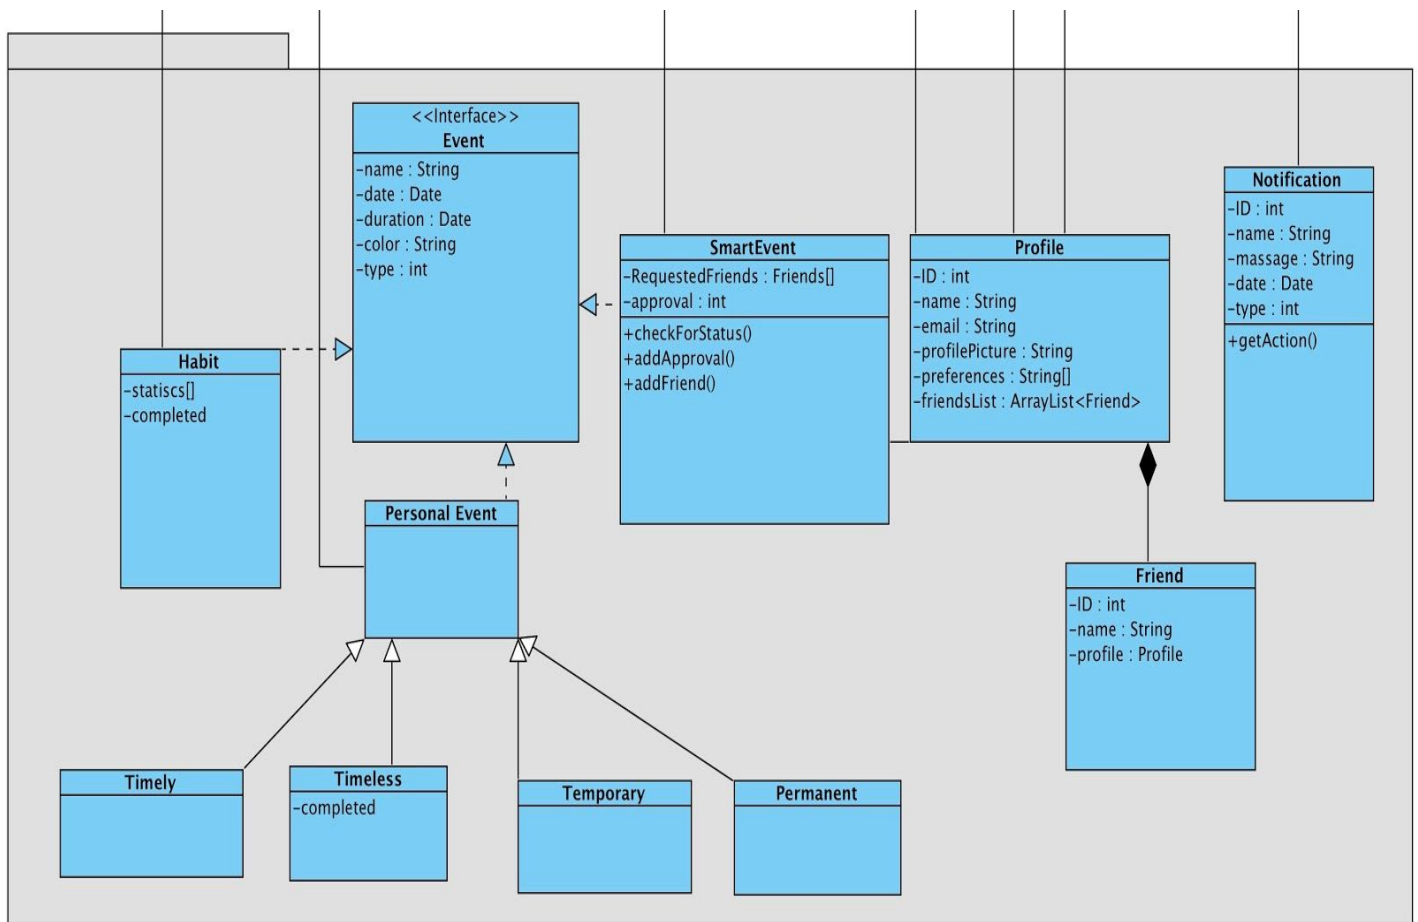 <<Interface>>
Event
-name : String
-date : Date
-duration : Date
-color : String
-type : int
Notification
-ID : int
-name : String
-massage : String
-date : Date
-type : int
+getAction()
SmartEvent
-RequestedFriends : Friends[]
-approval : int
+checkForStatus()
+addApproval()
+addFriend()
Profile
-ID : int
-name : String
-email : String
-profilePicture : String
-preferences : String[]
-friendsList : ArrayList<Friend>
Habit
-statiscs[]
-completed
Personal Event
Friend
-ID : int
-name : String
-profile : Profile
Timely
Timeless
-completed
Temporary
Permanent